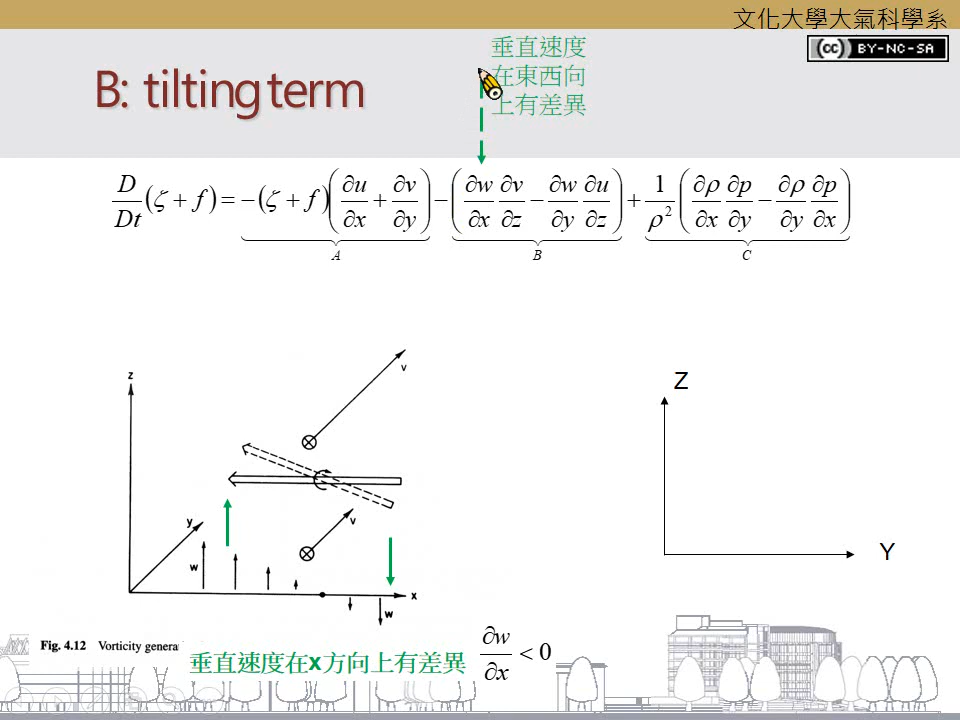 文化大學大氣科學系
(cc) BY-NC-SA
B: tilting term
垂直速度
在東西向
上有差異
D/Dt (ζ + f) = −(ζ + f)(∂u/∂x + ∂v/∂y) − (∂w/∂x ∂v/∂z − ∂w/∂y ∂u/∂z) + 1/ρ² (∂ρ/∂x ∂p/∂y − ∂ρ/∂y ∂p/∂x)
A B C
z
v
y
v
w
x
w
Z
Y
Fig. 4.12 Vorticity genera
垂直速度在x方向上有差異
∂w/∂x < 0